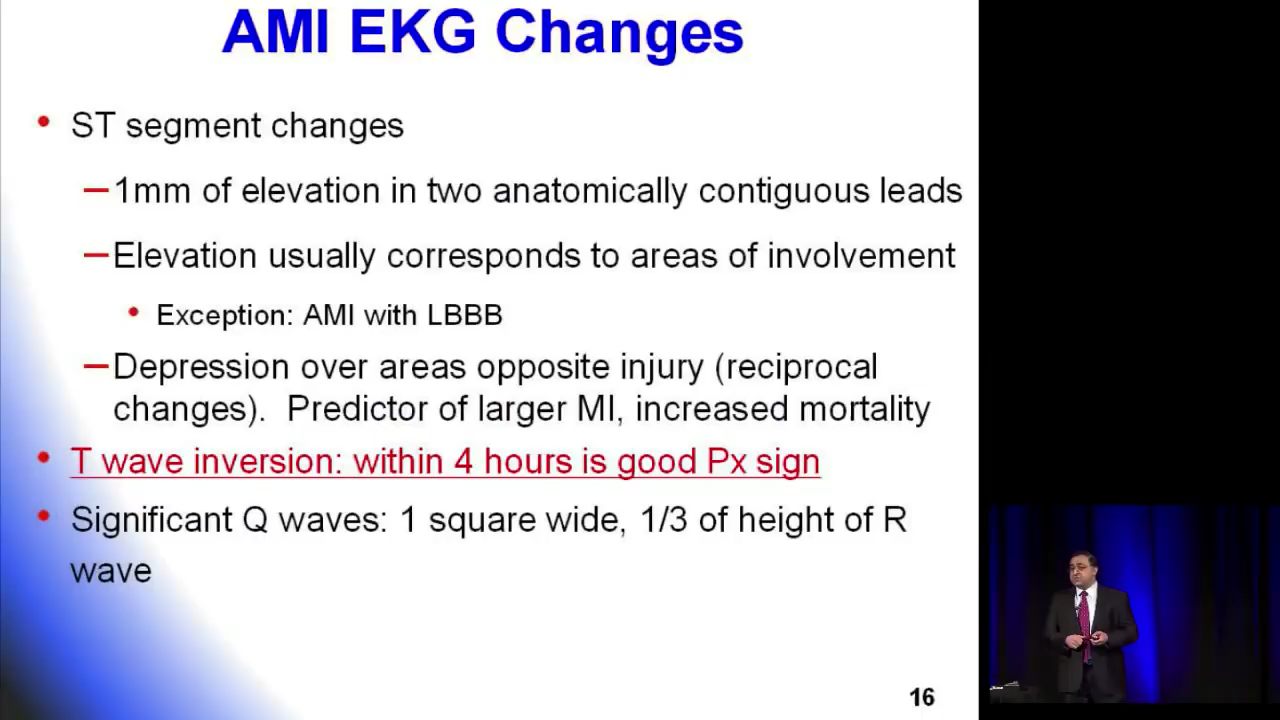 AMI EKG Changes
• ST segment changes
–1mm of elevation in two anatomically contiguous leads
–Elevation usually corresponds to areas of involvement
• Exception: AMI with LBBB
–Depression over areas opposite injury (reciprocal
changes).  Predictor of larger MI, increased mortality
• T wave inversion: within 4 hours is good Px sign
• Significant Q waves: 1 square wide, 1/3 of height of R
wave
16